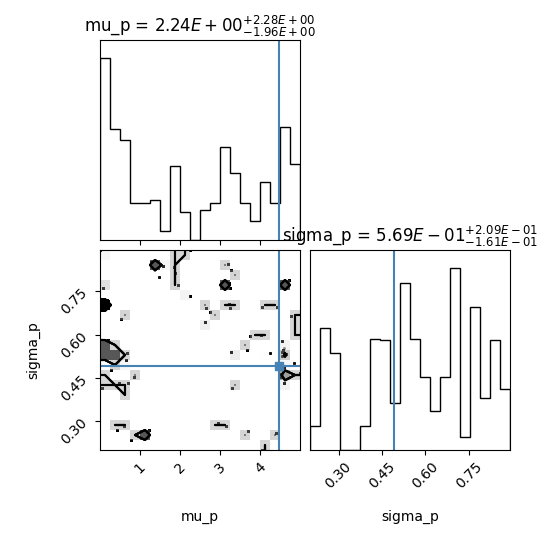 mu_p = 2.24E + 00+2.28E + 00 −1.96E + 00
sigma_p = 5.69E − 01+2.09E − 01 −1.61E − 01
sigma_p
0.75
0.60
0.45
0.30
1 2 3 4
0.30 0.45 0.60 0.75
mu_p
sigma_p